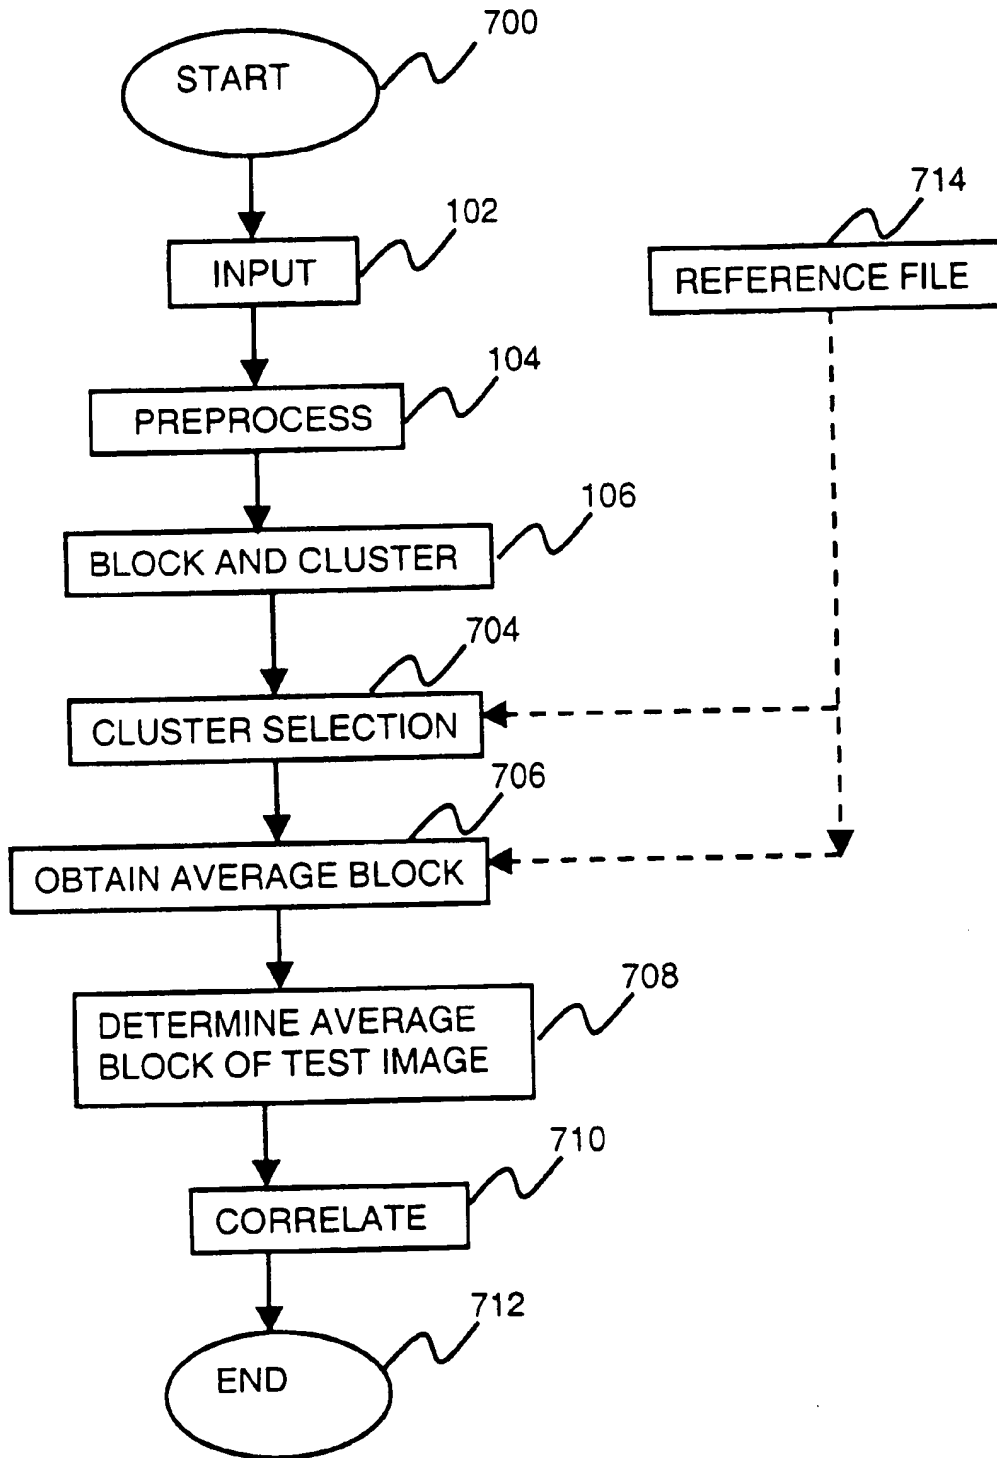 700
START
714
102
INPUT
REFERENCE FILE
104
PREPROCESS
106
BLOCK AND CLUSTER
704
CLUSTER SELECTION
706
OBTAIN AVERAGE BLOCK
708
DETERMINE AVERAGE
BLOCK OF TEST IMAGE
710
CORRELATE
712
END